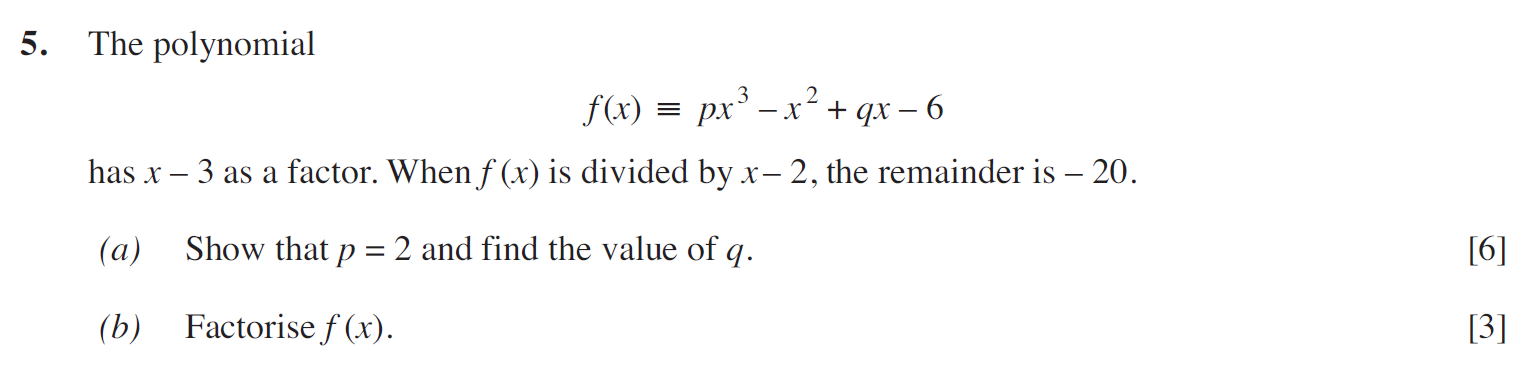 5. The polynomial
f(x) ≡ px³ – x² + qx – 6
has x – 3 as a factor. When f (x) is divided by x – 2, the remainder is – 20.
(a) Show that p = 2 and find the value of q. [6]
(b) Factorise f (x). [3]